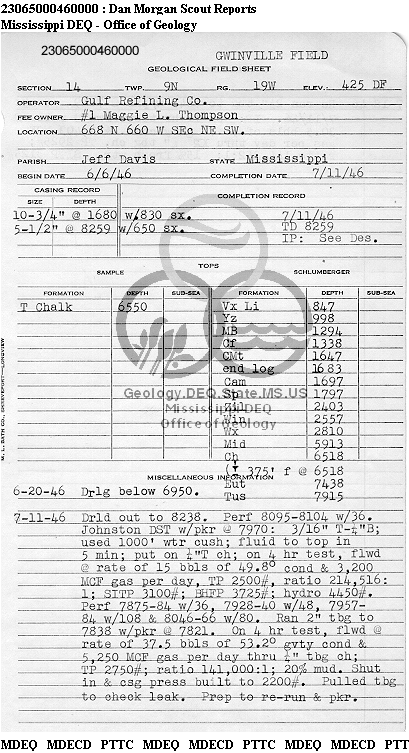 23065000460000 : Dan Morgan Scout Reports
Mississippi DEQ - Office of Geology
23065000460000
GWINVILLE FIELD
GEOLOGICAL FIELD SHEET
SECTION 14 TWP. 9N RG. 19W ELEV.: 425 DF
OPERATOR Gulf Refining Co.
FEE OWNER #1 Maggie L. Thompson
LOCATION 668 N 660 W SEc NE SW.
PARISH Jeff Davis STATE Mississippi
BEGIN DATE 6/6/46 COMPLETION DATE 7/11/46
CASING RECORD COMPLETION RECORD
SIZE DEPTH
10-3/4" @ 1680 w/830 sx. 7/11/46
5-1/2" @ 8259 w/650 sx. TD 8259
IP: See Des.
TOPS
SAMPLE SCHLUMBERGER
FORMATION DEPTH SUB-SEA FORMATION DEPTH SUB-SEA
T Chalk 6550 Vx Li 847
Yz 998
MB 1294
Cf 1338
CMt 1647
end log 1683
Cam 1697
Sp 1797
Zil 2403
Win 2557
Wx 2810
Mid 5913
Ch 6518
( 375' f @ 6518
Eut 7438
Tus 7915
Geology.DEQ.State.MS.US
Mississippi DEQ
Office of Geology
M. L. BATH CO., SHREVEPORT—LONGVIEW
MISCELLANEOUS INFORMATION
6-20-46 Drlg below 6950.
7-11-46 Drld out to 8238. Perf 8095-8104 w/36.
Johnston DST w/pkr @ 7970: 3/16" T-¼"B;
used 1000' wtr cush; fluid to top in
5 min; put on ¼"T ch; on 4 hr test, flwd
@ rate of 15 bbls of 49.8° cond & 3,200
MCF gas per day, TP 2500#, ratio 214,516:
1; SITP 3100#; BHFP 3725#; hydro 4450#.
Perf 7875-84 w/36, 7928-40 w/48, 7957-
84 w/108 & 8046-66 w/80. Ran 2" tbg to
7838 w/pkr @ 7821. On 4 hr test, flwd @
rate of 37.5 bbls of 53.2° gvty cond &
5,250 MCF gas per day thru ¼" tbg ch;
TP 2750#; ratio 141,000:1; 20% mud. Shut
in & csg press built to 2200#. Pulled tbg
to check leak. Prep to re-run & pkr.
MDEQ MDECD PTTC MDEQ MDECD PTTC MDEQ MDECD PTTC MDEQ